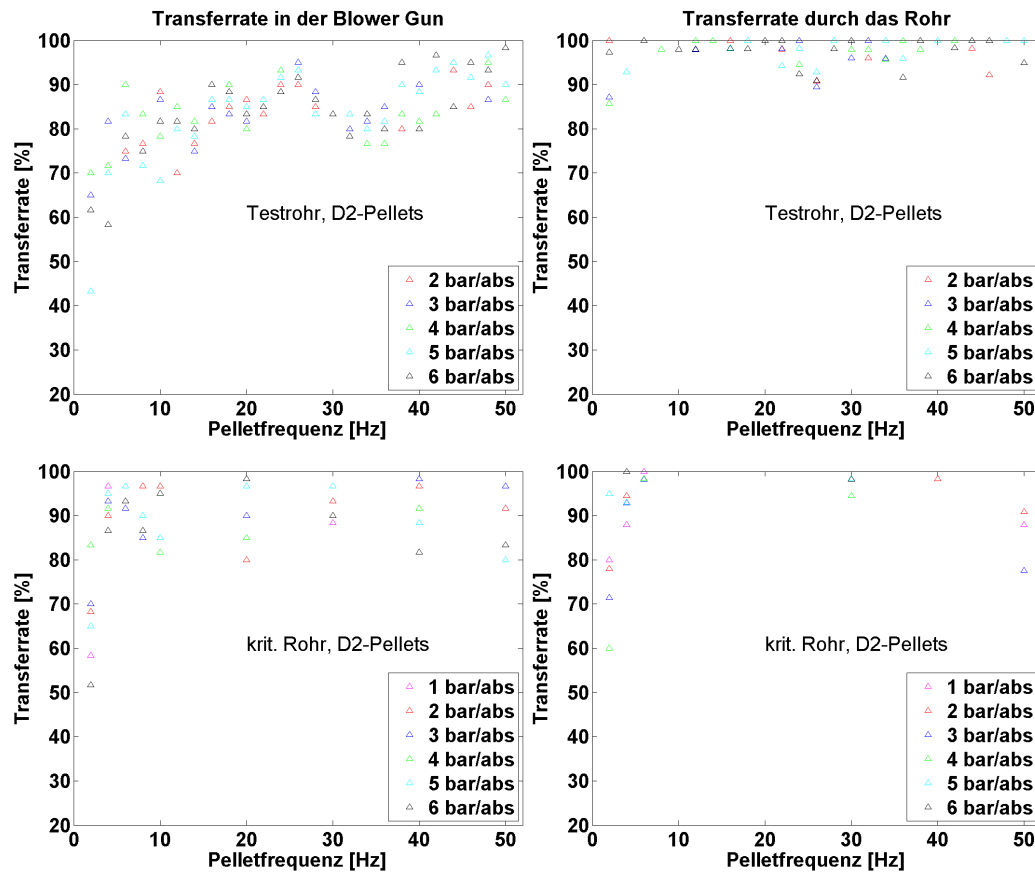 Transferrate in der Blower Gun
Transferrate [%]
100
90
80
70
60
50
40
30
20
Testrohr, D2-Pellets
2 bar/abs
3 bar/abs
4 bar/abs
5 bar/abs
6 bar/abs
0 10 20 30 40 50
Pelletfrequenz [Hz]
Transferrate durch das Rohr
Transferrate [%]
100
90
80
70
60
50
40
30
20
Testrohr, D2-Pellets
2 bar/abs
3 bar/abs
4 bar/abs
5 bar/abs
6 bar/abs
0 10 20 30 40 50
Pelletfrequenz [Hz]
Transferrate [%]
100
90
80
70
60
50
40
30
20
krit. Rohr, D2-Pellets
1 bar/abs
2 bar/abs
3 bar/abs
4 bar/abs
5 bar/abs
6 bar/abs
0 10 20 30 40 50
Pelletfrequenz [Hz]
Transferrate [%]
100
90
80
70
60
50
40
30
20
krit. Rohr, D2-Pellets
1 bar/abs
2 bar/abs
3 bar/abs
4 bar/abs
5 bar/abs
6 bar/abs
0 10 20 30 40 50
Pelletfrequenz [Hz]